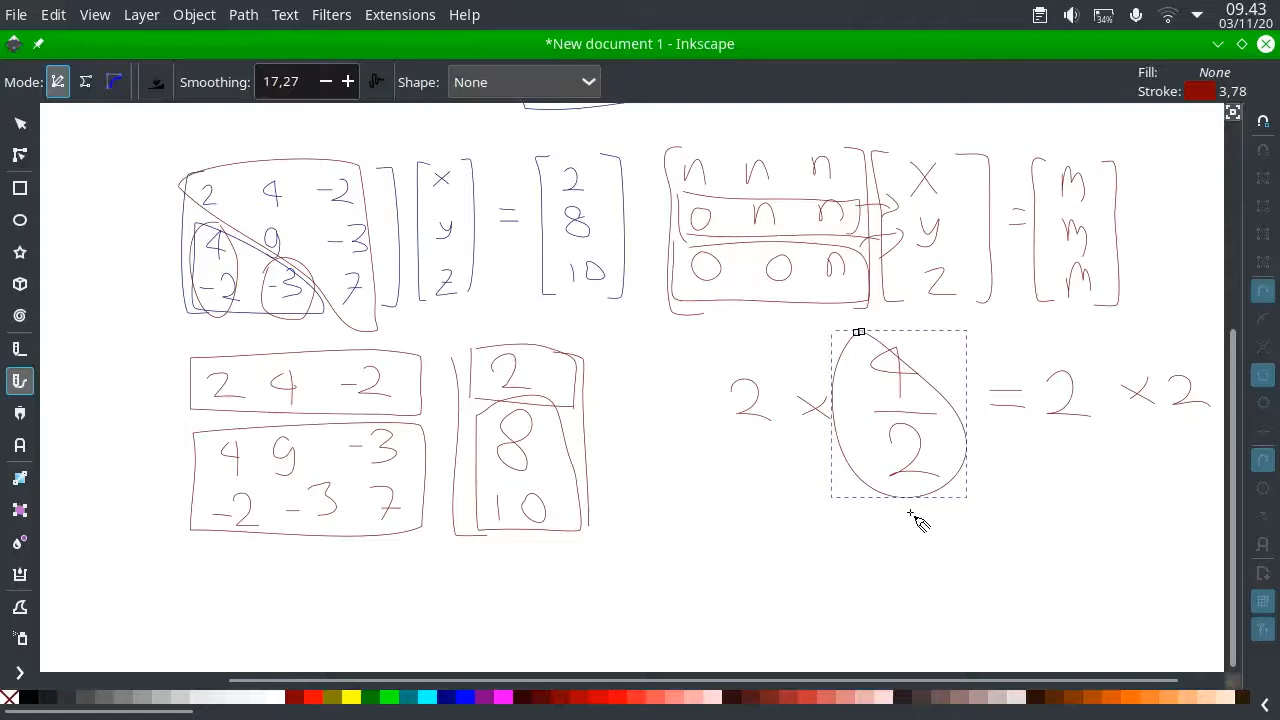 File Edit View Layer Object Path Text Filters Extensions Help
34%
09.43
03/11/20
*New document 1 - Inkscape
Mode: Smoothing: 17,27 − + Shape: None
Fill: None
Stroke: 3,78
2 4 -2 x = 2
4 9 -3 y 8
-2 -3 7 z 10
n n n x = m
0 n n y m
0 0 n z m
2 4 -2 2
4 9 -3 8
-2 -3 7 10
2 × 4/2 = 2 × 2